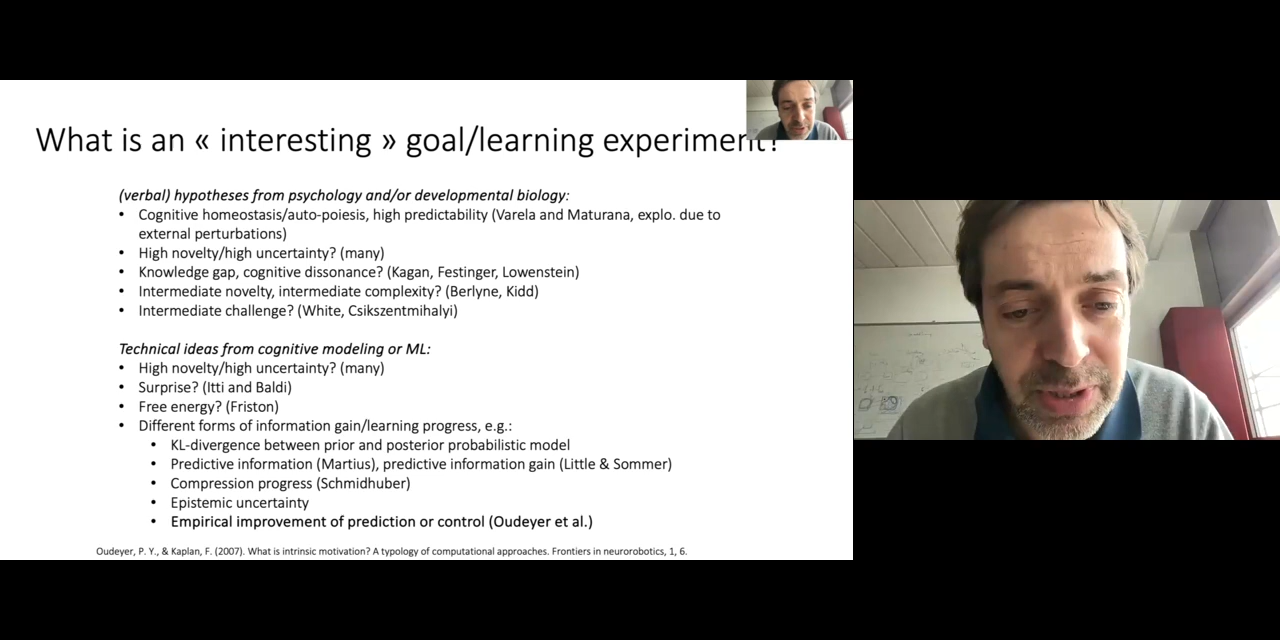 What is an « interesting » goal/learning experiment?
(verbal) hypotheses from psychology and/or developmental biology:
• Cognitive homeostasis/auto-poiesis, high predictability (Varela and Maturana, explo. due to
external perturbations)
• High novelty/high uncertainty? (many)
• Knowledge gap, cognitive dissonance? (Kagan, Festinger, Lowenstein)
• Intermediate novelty, intermediate complexity? (Berlyne, Kidd)
• Intermediate challenge? (White, Csikszentmihalyi)
Technical ideas from cognitive modeling or ML:
• High novelty/high uncertainty? (many)
• Surprise? (Itti and Baldi)
• Free energy? (Friston)
• Different forms of information gain/learning progress, e.g.:
• KL-divergence between prior and posterior probabilistic model
• Predictive information (Martius), predictive information gain (Little & Sommer)
• Compression progress (Schmidhuber)
• Epistemic uncertainty
• Empirical improvement of prediction or control (Oudeyer et al.)
Oudeyer, P. Y., & Kaplan, F. (2007). What is intrinsic motivation? A typology of computational approaches. Frontiers in neurorobotics, 1, 6.